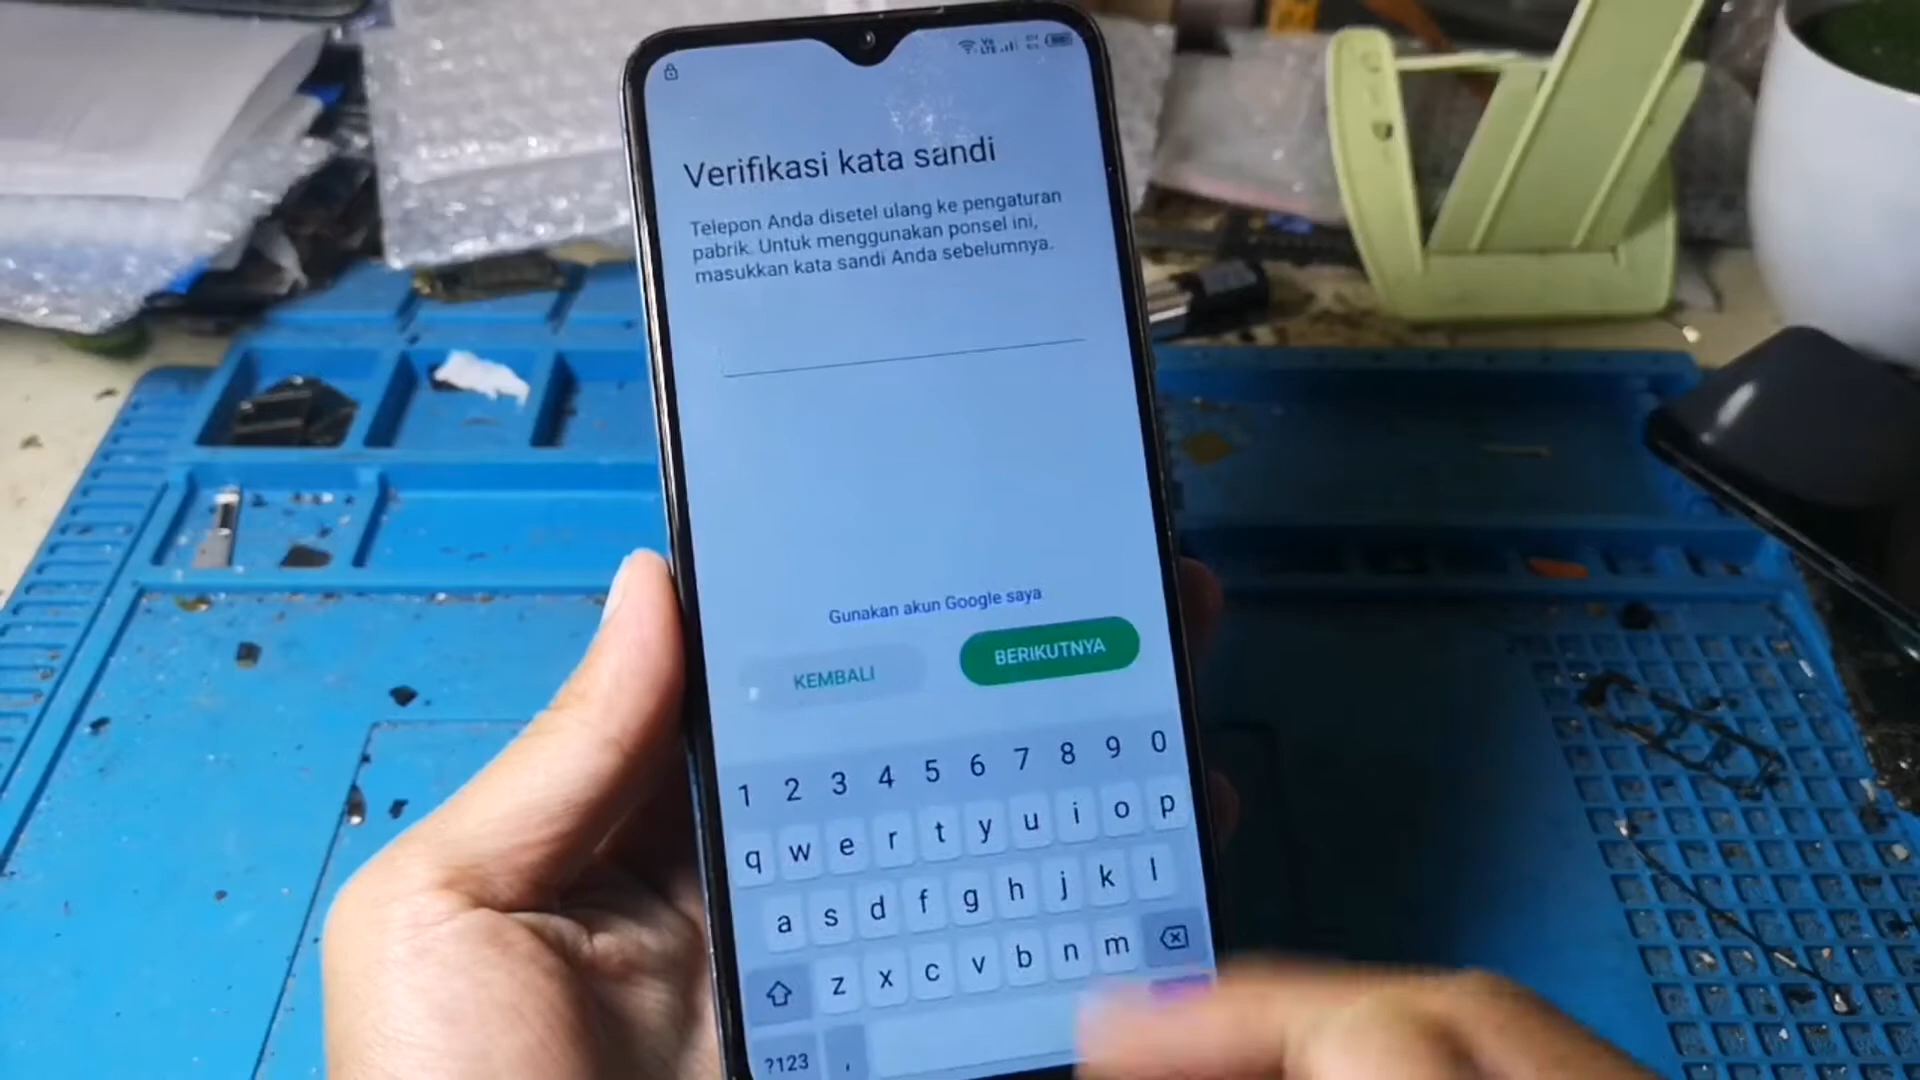 Verifikasi kata sandi
Telepon Anda disetel ulang ke pengaturan
pabrik. Untuk menggunakan ponsel ini,
masukkan kata sandi Anda sebelumnya.
Gunakan akun Google saya
KEMBALI
BERIKUTNYA
1 2 3 4 5 6 7 8 9 0
q w e r t y u i o p
a s d f g h j k l
z x c v b n m
?123 ,